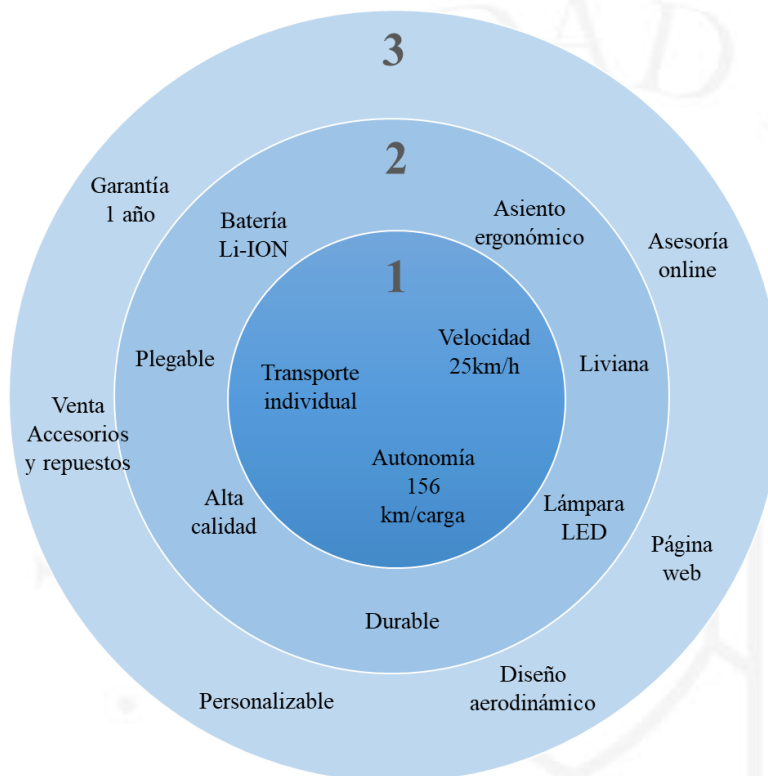 3
2
1
Garantía
1 año
Batería
Li-ION
Asiento
ergonómico
Asesoría
online
Velocidad
25km/h
Plegable
Transporte
individual
Liviana
Venta
Accesorios
y repuestos
Autonomía
156
km/carga
Alta
calidad
Lámpara
LED
Página
web
Durable
Personalizable
Diseño
aerodinámico
DAD